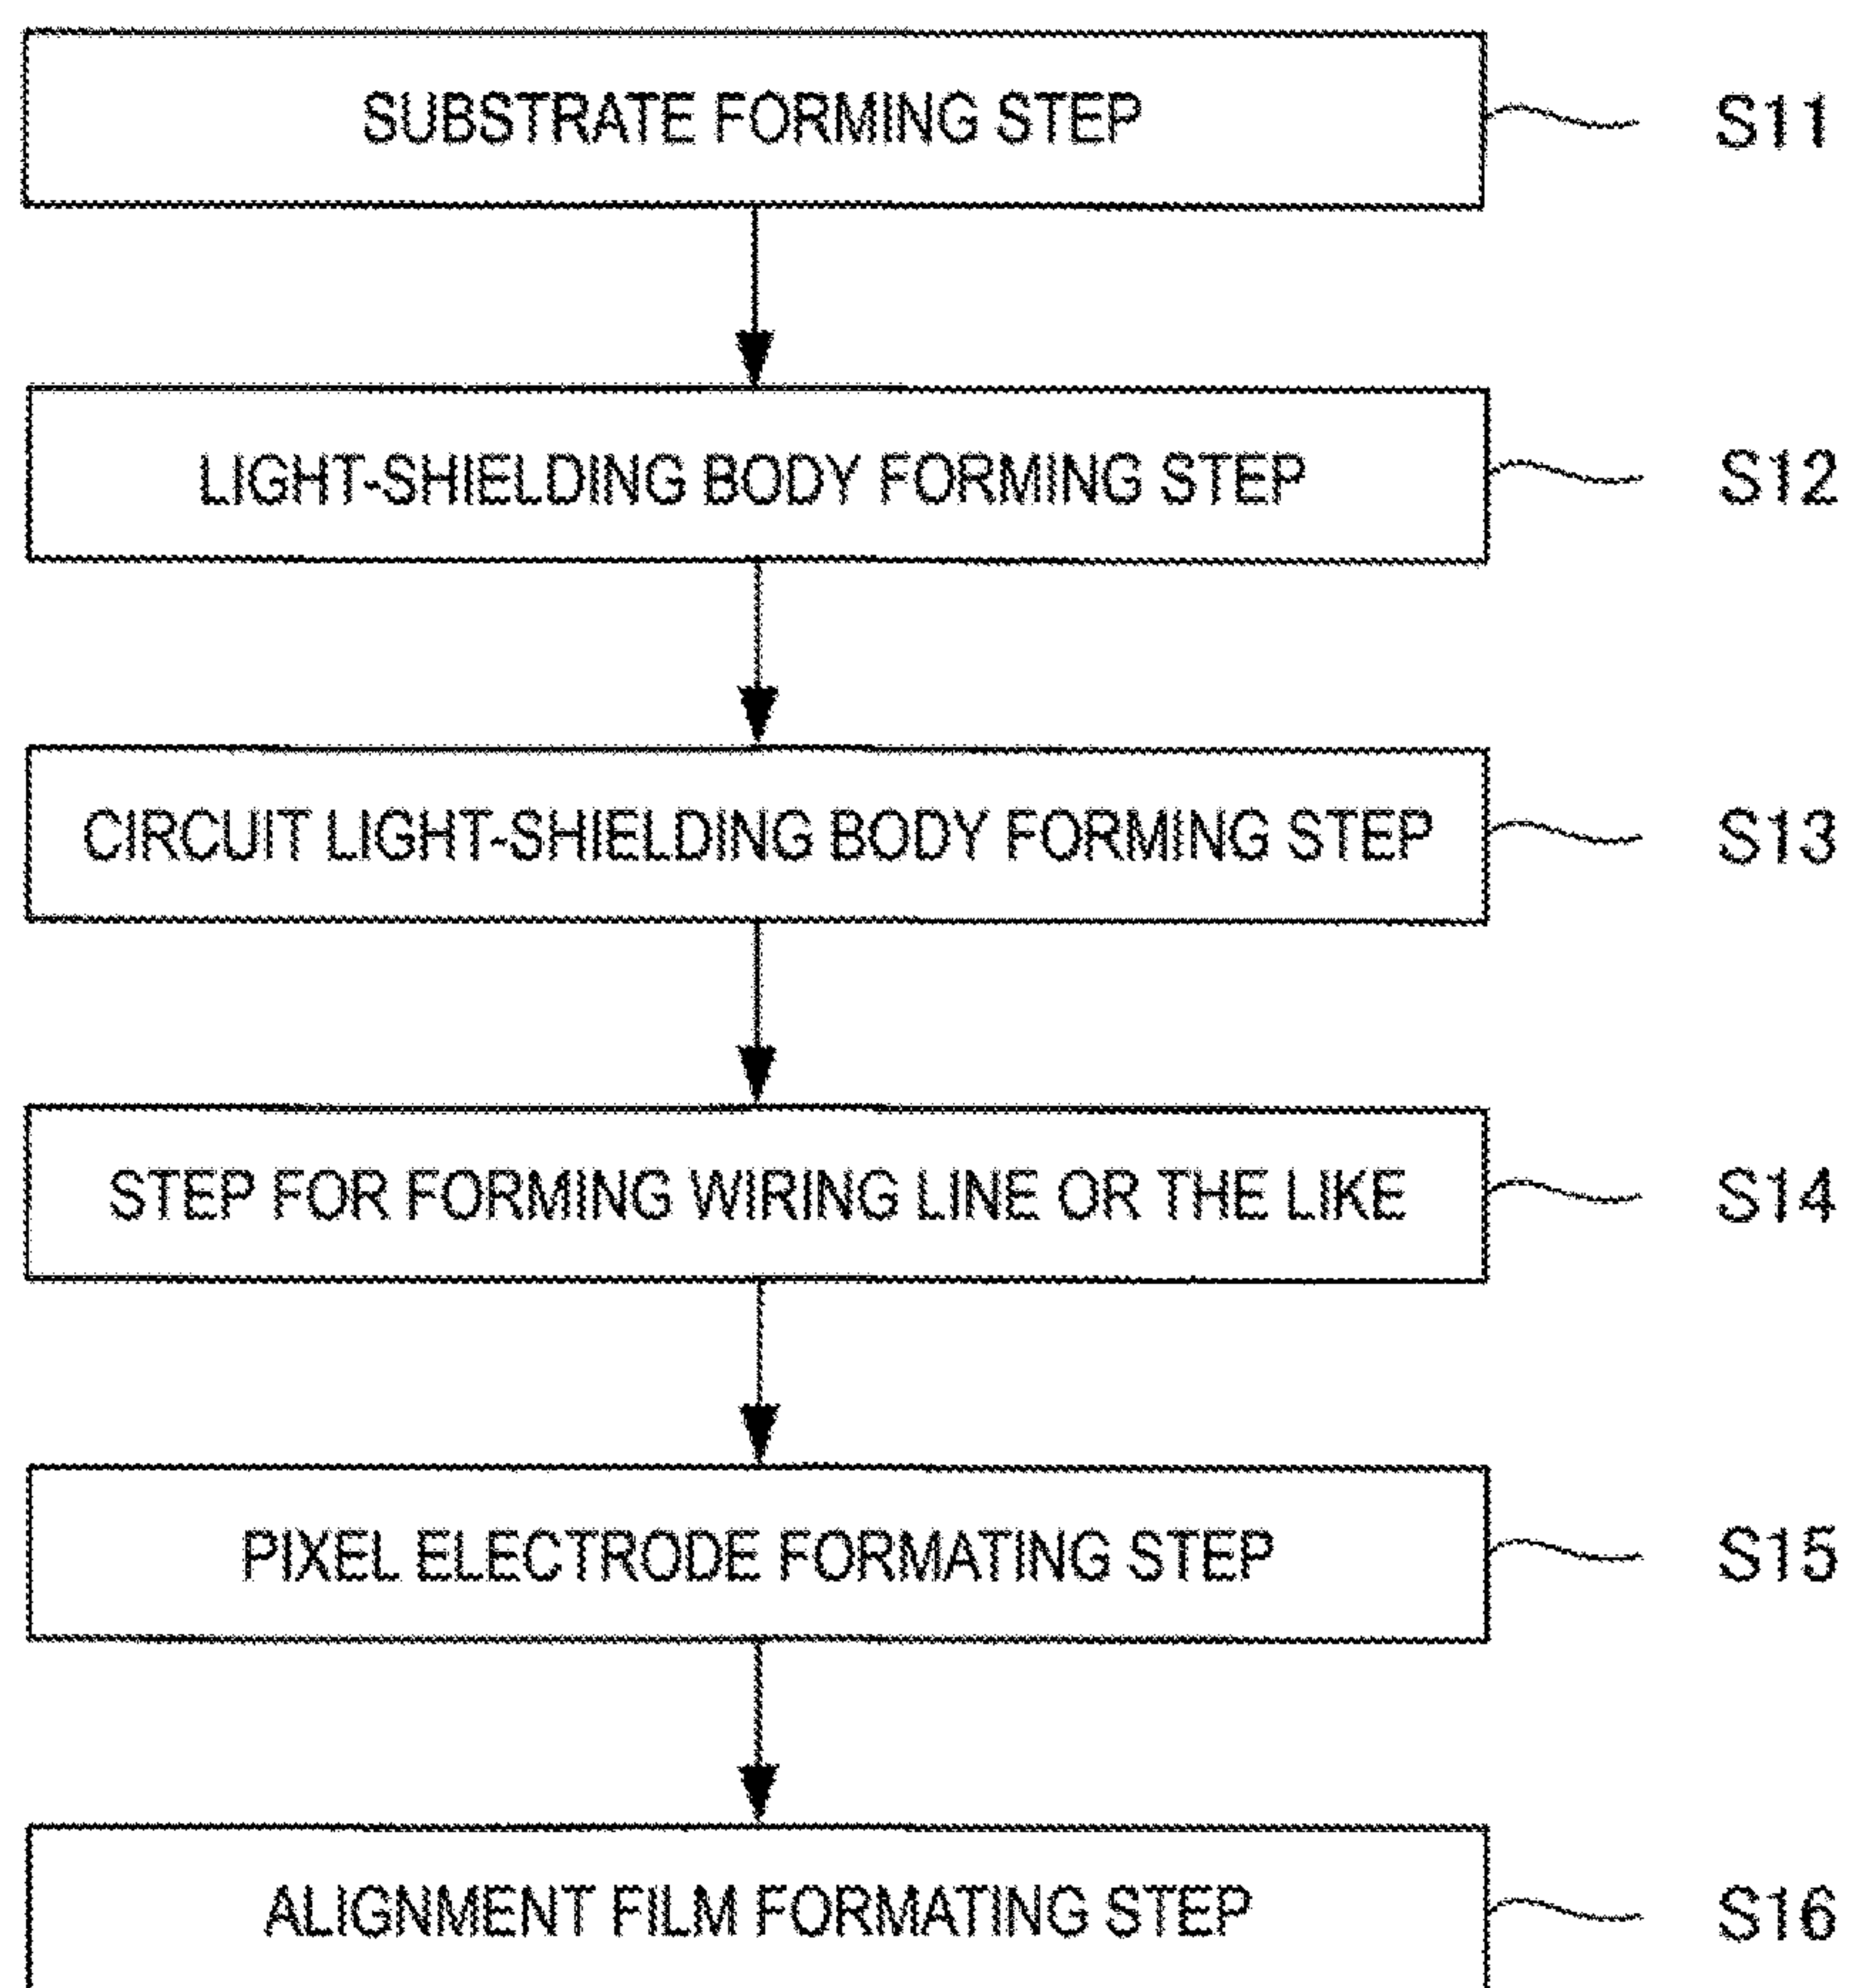 SUBSTRATE FORMING STEP S11
LIGHT-SHIELDING BODY FORMING STEP S12
CIRCUIT LIGHT-SHIELDING BODY FORMING STEP S13
STEP FOR FORMING WIRING LINE OR THE LIKE S14
PIXEL ELECTRODE FORMATING STEP S15
ALIGNMENT FILM FORMATING STEP S16